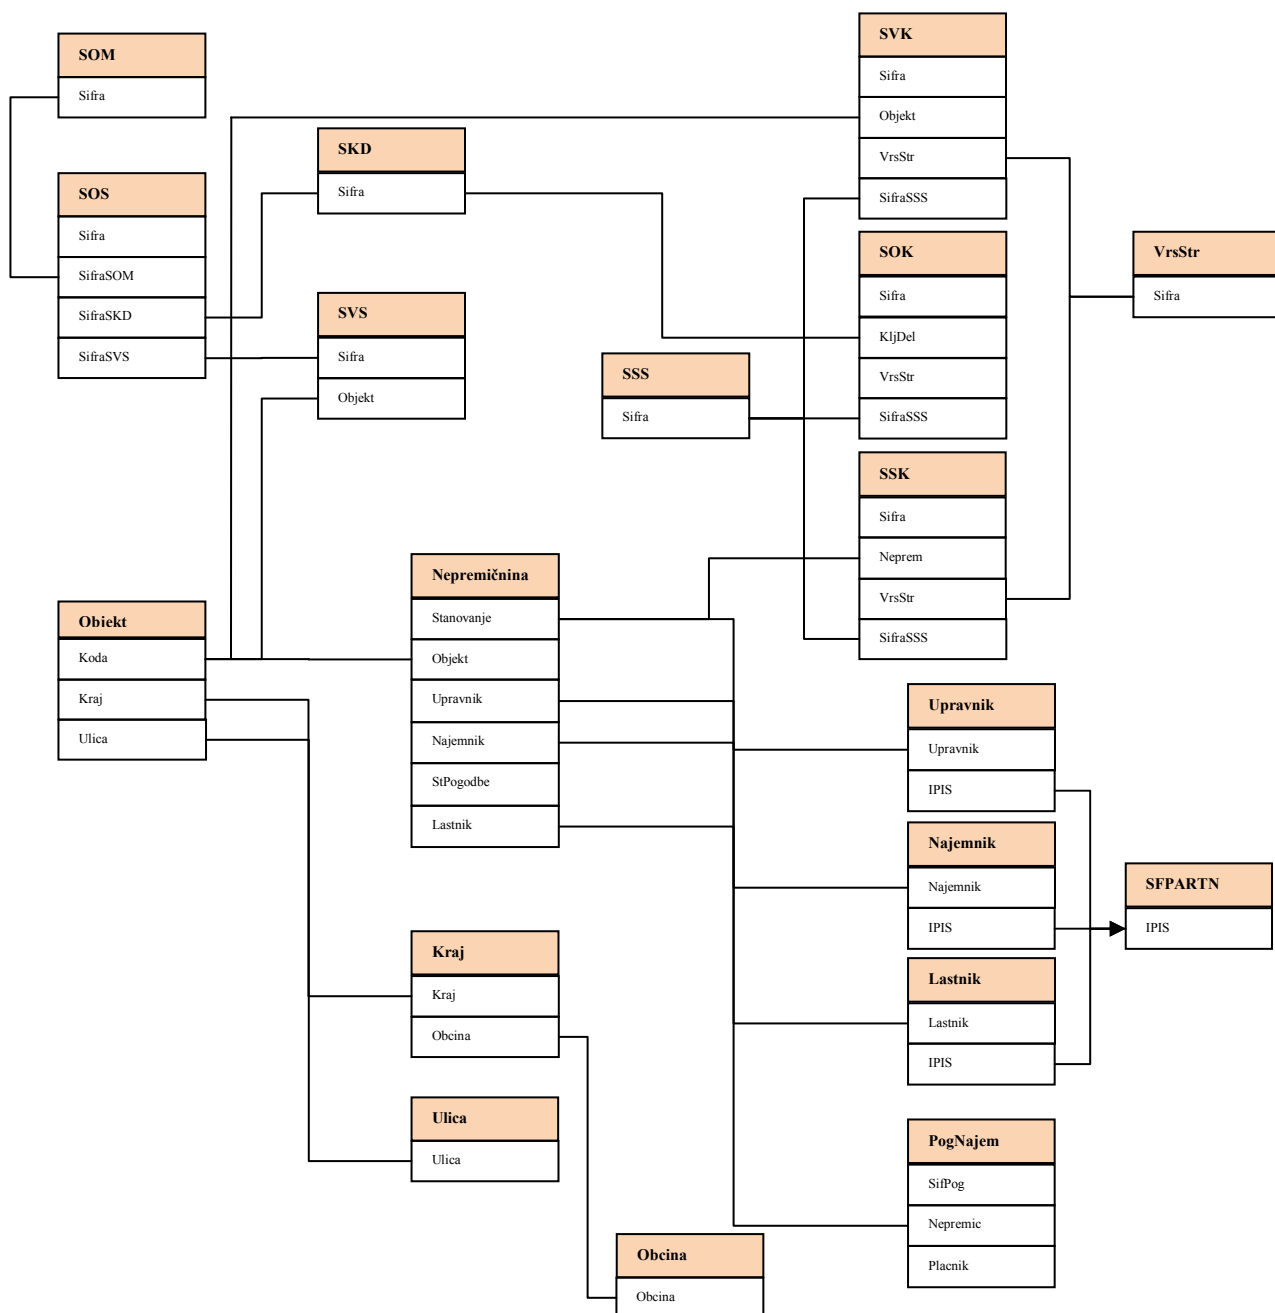 SOM
Sifra
SOS
Sifra
SifraSOM
SifraSKD
SifraSVS
SKD
Sifra
SVS
Sifra
Objekt
SSS
Sifra
SVK
Sifra
Objekt
VrsStr
SifraSSS
SOK
Sifra
KljDel
VrsStr
SifraSSS
SSK
Sifra
Neprem
VrsStr
SifraSSS
VrsStr
Sifra
Obiekt
Koda
Kraj
Ulica
Nepremičnina
Stanovanje
Objekt
Upravnik
Najemnik
StPogodbe
Lastnik
Kraj
Kraj
Obcina
Ulica
Ulica
Obcina
Obcina
Upravnik
Upravnik
IPIS
Najemnik
Najemnik
IPIS
Lastnik
Lastnik
IPIS
PogNajem
SifPog
Nepremic
Placnik
SFPARTN
IPIS